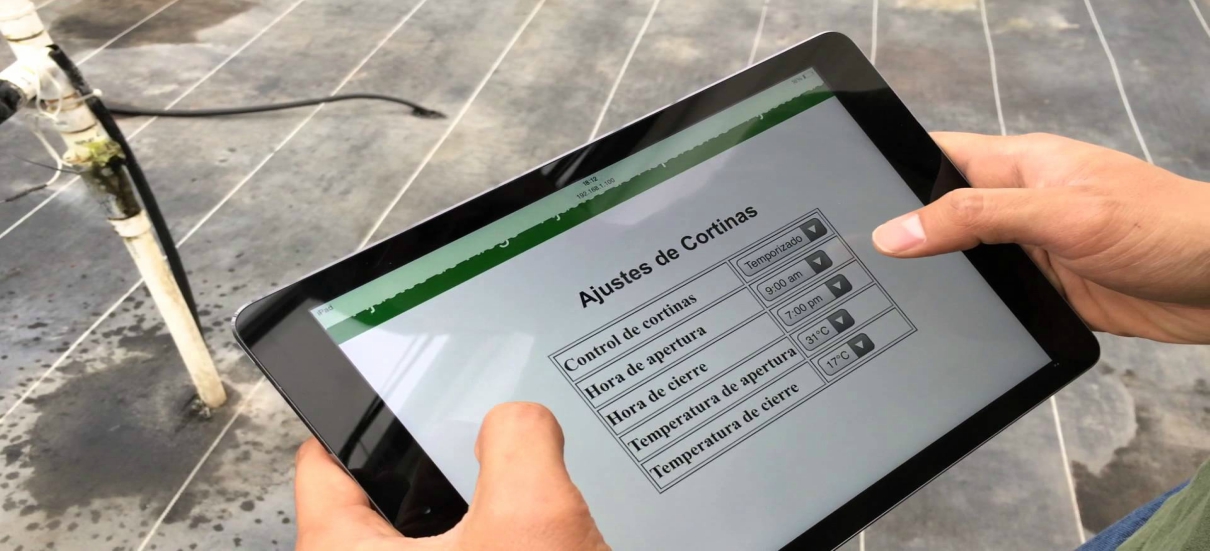 iPad
18:12
192.168.1.100
Ajustes de Cortinas
Control de cortinas Temporizado
Hora de apertura 9:00 am
Hora de cierre 7:00 pm
Temperatura de apertura 31°C
Temperatura de cierre 17°C